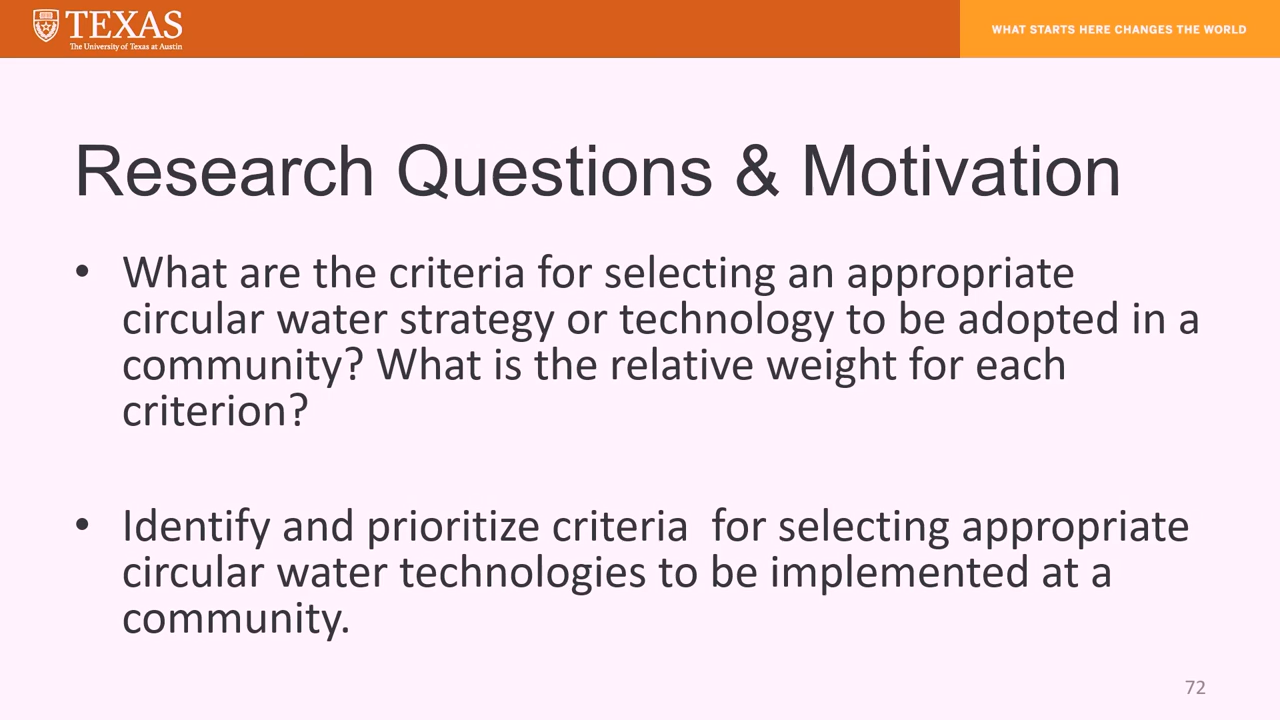 TEXAS
The University of Texas at Austin
WHAT STARTS HERE CHANGES THE WORLD
Research Questions & Motivation
• What are the criteria for selecting an appropriate
circular water strategy or technology to be adopted in a
community? What is the relative weight for each
criterion?
• Identify and prioritize criteria  for selecting appropriate
circular water technologies to be implemented at a
community.
72